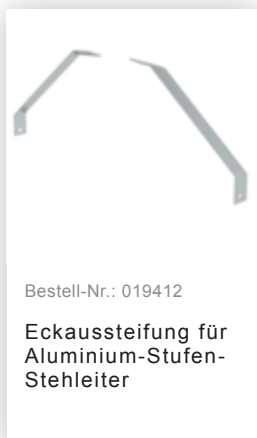 Bestell-Nr.: 019412
Eckaussteifung für
Aluminium-Stufen-
Stehleiter